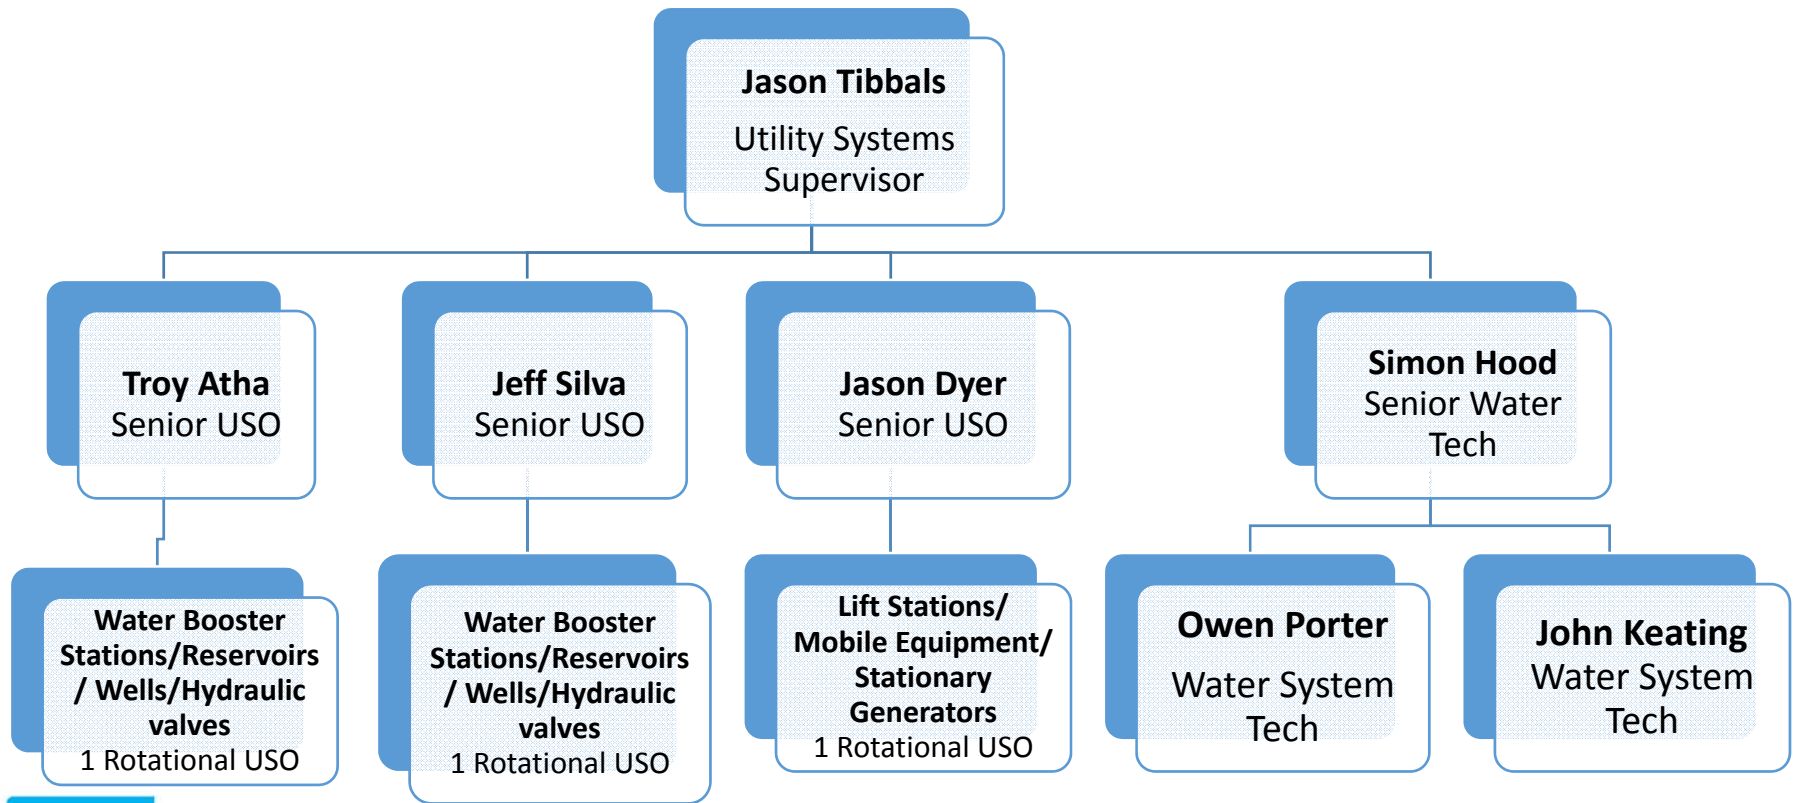 Jason Tibbals
Utility Systems
Supervisor
Troy Atha
Senior USO
Jeff Silva
Senior USO
Jason Dyer
Senior USO
Simon Hood
Senior Water
Tech
Water Booster
Stations/Reservoirs
/ Wells/Hydraulic
valves
1 Rotational USO
Water Booster
Stations/Reservoirs
/ Wells/Hydraulic
valves
1 Rotational USO
Lift Stations/
Mobile Equipment/
Stationary
Generators
1 Rotational USO
Owen Porter
Water System
Tech
John Keating
Water System
Tech